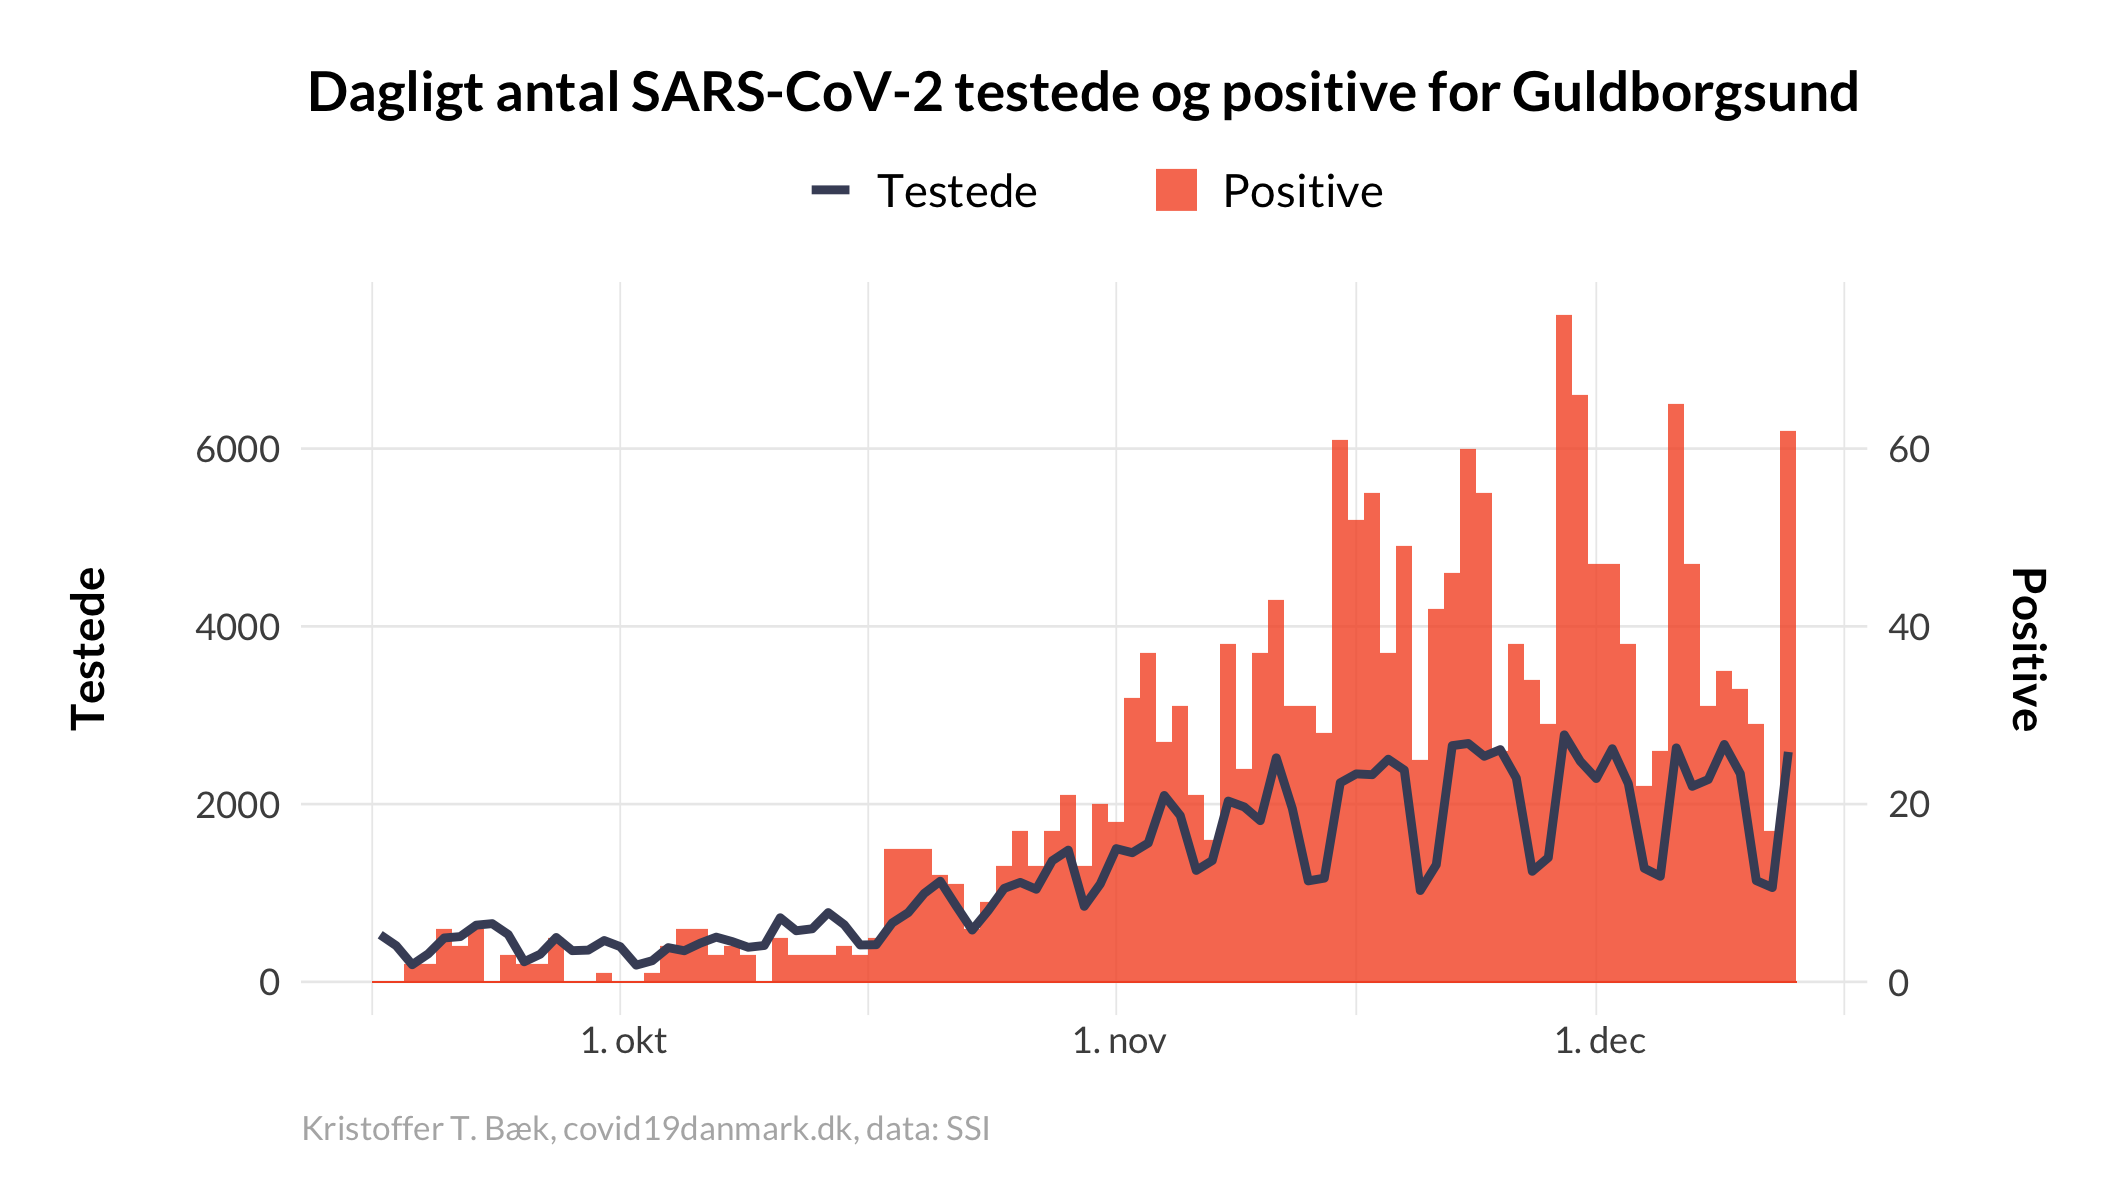 Dagligt antal SARS-CoV-2 testede og positive for Guldborgsund
Testede
Positive
6000
4000
2000
0
Testede
60
40
20
0
Positive
1. okt
1. nov
1. dec
Kristoffer T. Bæk, covid19danmark.dk, data: SSI